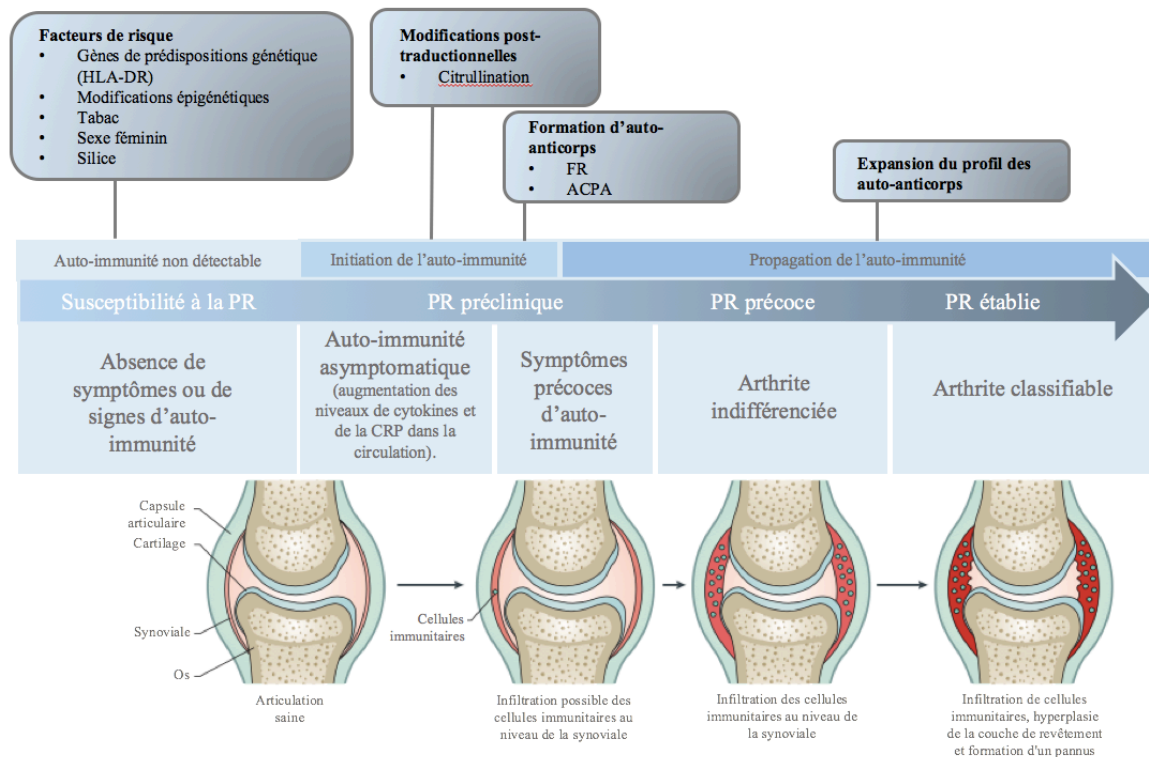 Facteurs de risque
• Gènes de prédispositions génétique
(HLA-DR)
• Modifications épigénétiques
• Tabac
• Sexe féminin
• Silice
Modifications post-
traductionnelles
• Citrullination
Formation d'auto-
anticorps
• FR
• ACPA
Expansion du profil des
auto-anticorps
Auto-immunité non détectable
Initiation de l'auto-immunité
Propagation de l'auto-immunité
Susceptibilité à la PR
PR préclinique
PR précoce
PR établie
Absence de
symptômes ou de
signes d'auto-
immunité
Auto-immunité
asymptomatique
(augmentation des
niveaux de cytokines et
de la CRP dans la
circulation).
Symptômes
précoces
d'auto-
immunité
Arthrite
indifférenciée
Arthrite classifiable
Capsule
articulaire
Cartilage
Synoviale
Os
Cellules
immunitaires
Articulation
saine
Infiltration possible des
cellules immunitaires au
niveau de la synoviale
Infiltration des cellules
immunitaires au niveau de
la synoviale
Infiltration de cellules
immunitaires, hyperplasie
de la couche de revêtement
et formation d'un pannus